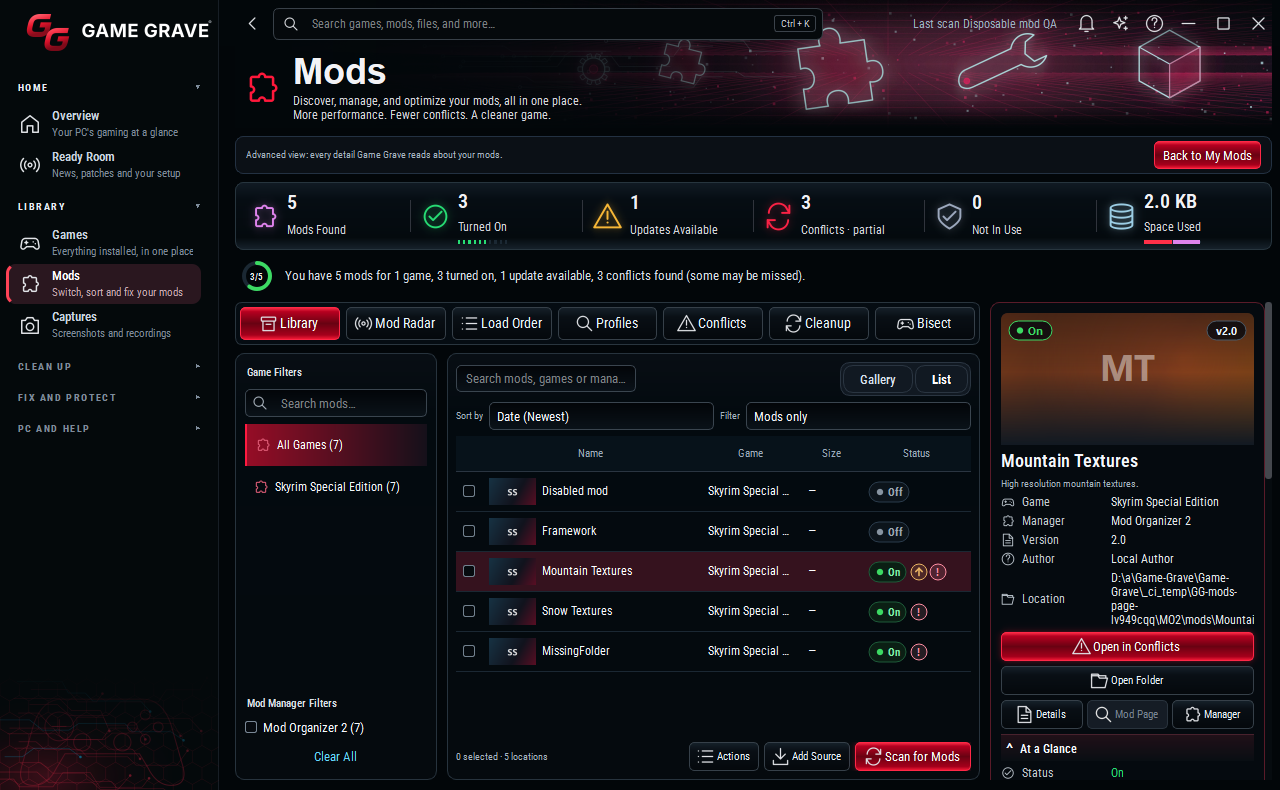 GAME GRAVE
Search games, mods, files, and more...
Ctrl + K
Last scan Disposable mod QA
Mods
Discover, manage, and optimize your mods, all in one place.
More performance. Fewer conflicts. A cleaner game.
HOME
Overview
Your PC's gaming at a glance
Ready Room
News, patches and your setup
LIBRARY
Games
Everything installed, in one place
Mods
Switch, sort and fix your mods
Captures
Screenshots and recordings
CLEAN UP
FIX AND PROTECT
PC AND HELP
Advanced view: every detail Game Grave reads about your mods.
Back to My Mods
5
Mods Found
3
Turned On
1
Updates Available
3
Conflicts · partial
0
Not In Use
2.0 KB
Space Used
3/5
You have 5 mods for 1 game, 3 turned on, 1 update available, 3 conflicts found (some may be missed).
Library
Mod Radar
Load Order
Profiles
Conflicts
Cleanup
Bisect
Game Filters
Search mods...
All Games (7)
Skyrim Special Edition (7)
Mod Manager Filters
Mod Organizer 2 (7)
Clear All
Search mods, games or mana...
Gallery
List
Sort by
Date (Newest)
Filter
Mods only
Name Game Size Status
SS Disabled mod Skyrim Special ... — Off
SS Framework Skyrim Special ... — Off
SS Mountain Textures Skyrim Special ... — On
SS Snow Textures Skyrim Special ... — On
SS MissingFolder Skyrim Special ... — On
0 selected · 5 locations
Actions
Add Source
Scan for Mods
On
v2.0
MT
Mountain Textures
High resolution mountain textures.
Game Skyrim Special Edition
Manager Mod Organizer 2
Version 2.0
Author Local Author
Location
D:\a\Game-Grave\Game-
Grave\_ci_temp\GG-mods-
page-
lv949cqq\MO2\mods\Mountai
Open in Conflicts
Open Folder
Details
Mod Page
Manager
At a Glance
Status On